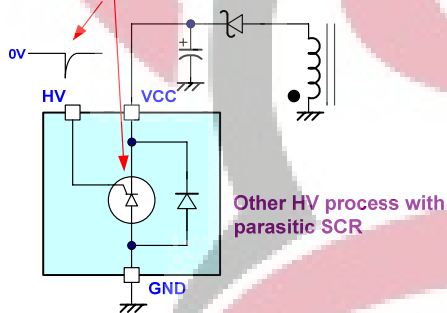 0V
HV
VCC
+
Other HV process with
parasitic SCR
GND